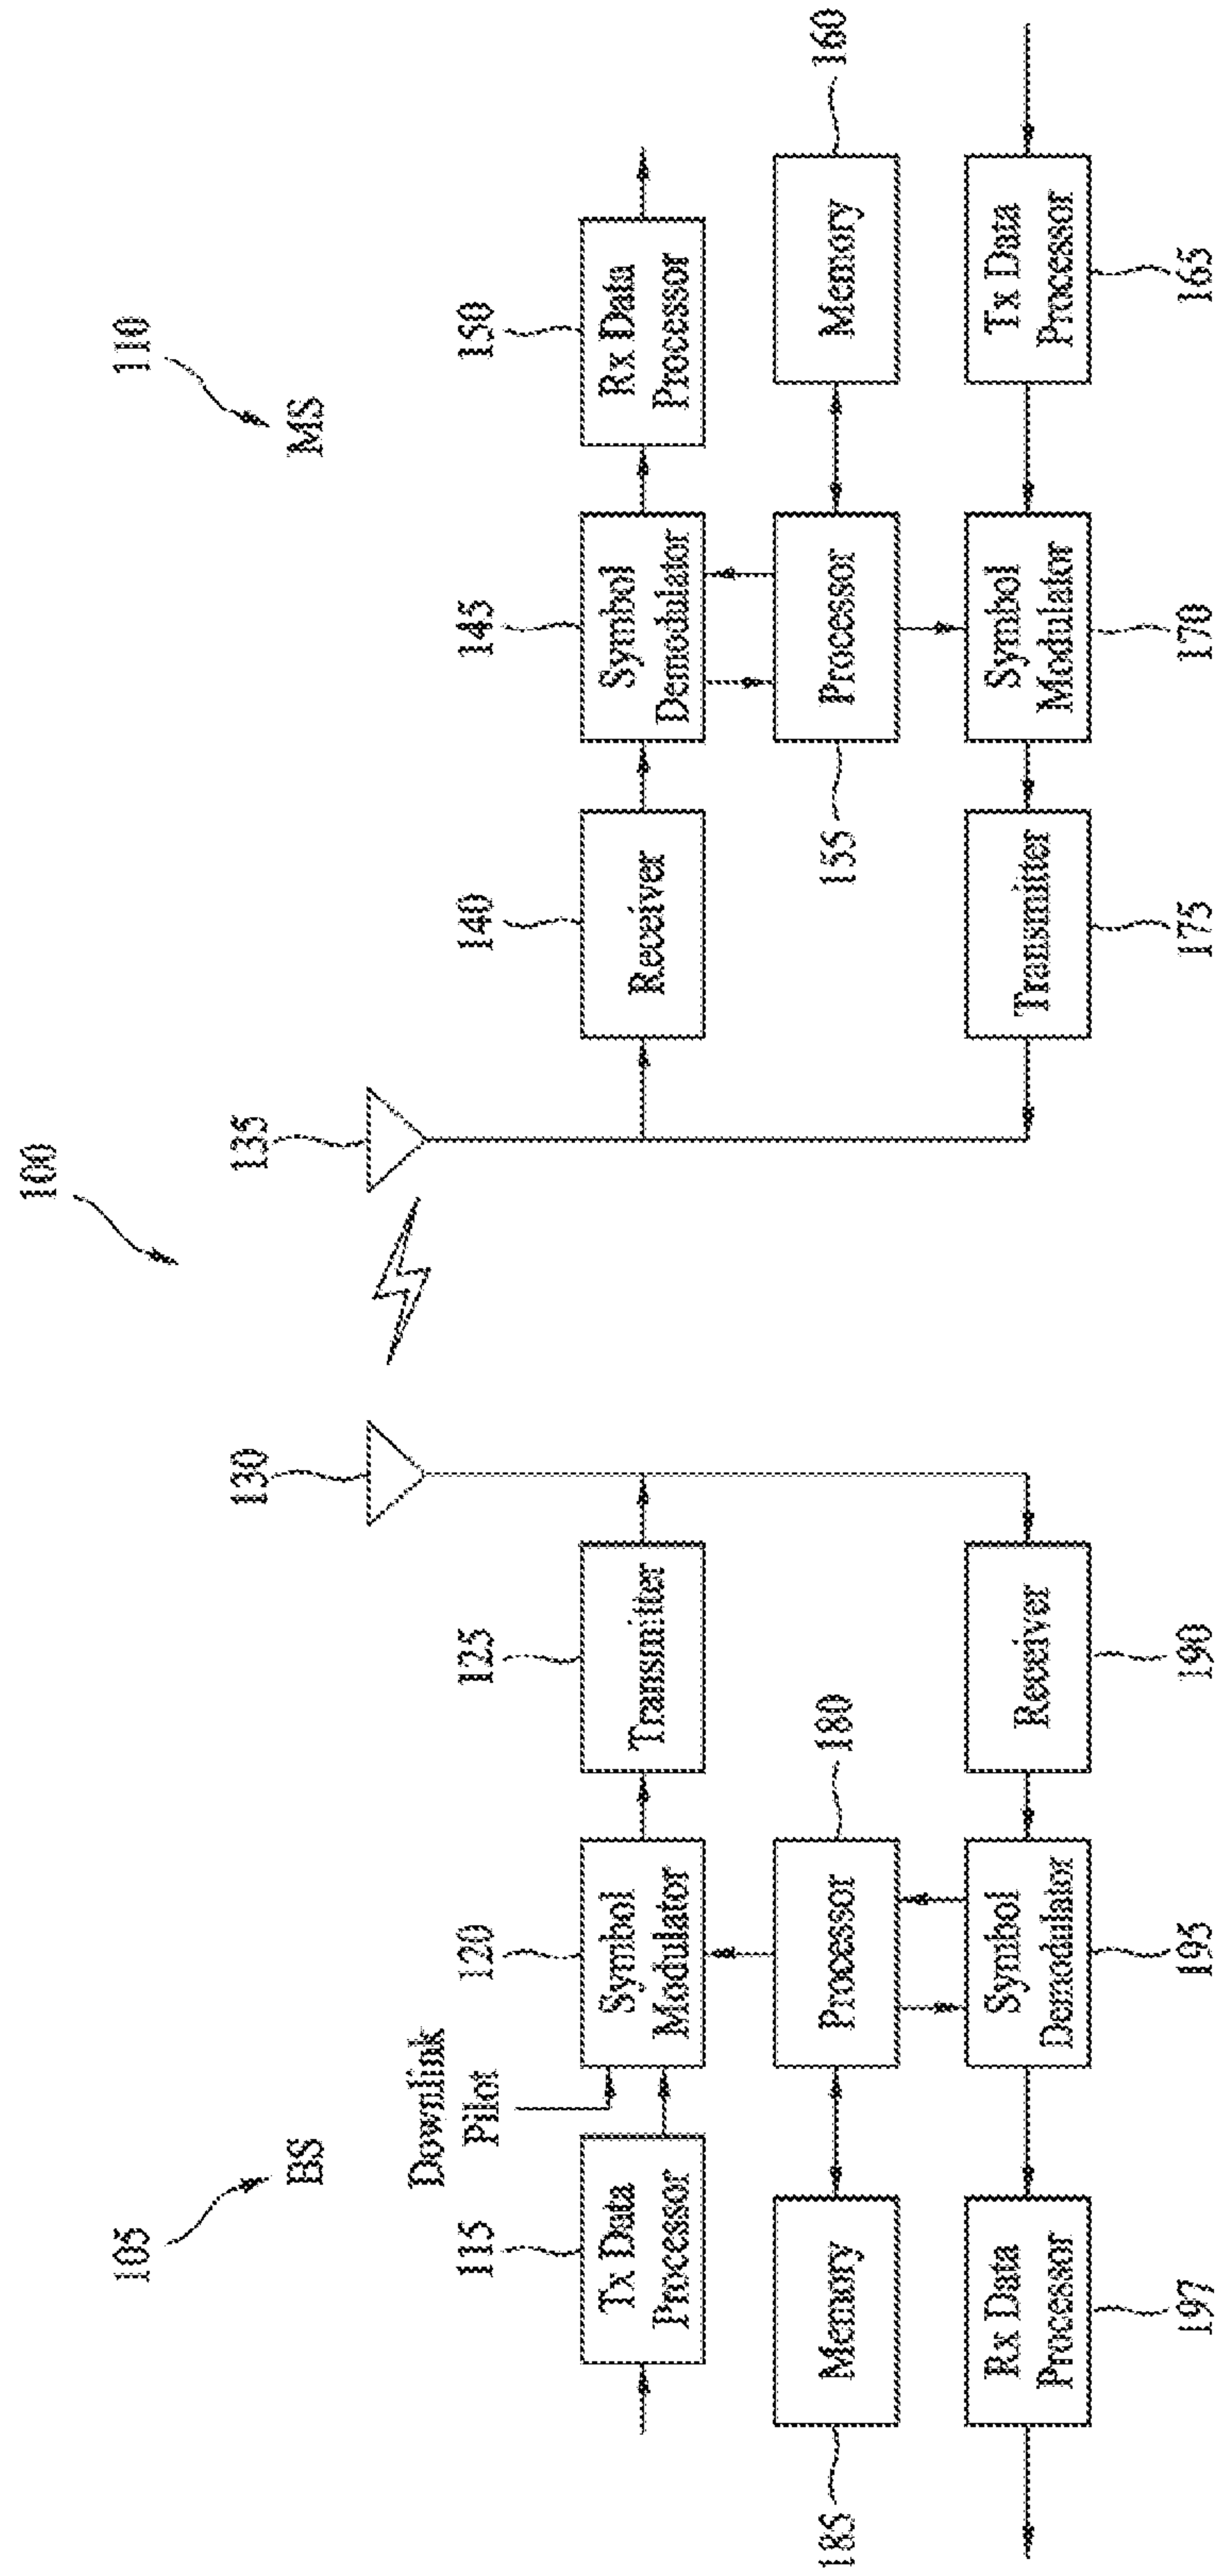 100
105
BS
110
MS
130
135
Downlink
Pilot
115
Tx Data
Processor
120
Symbol
Modulator
125
Transmitter
140
Receiver
145
Symbol
Demodulator
150
Rx Data
Processor
185
Memory
Processor
180
155
Processor
Memory
160
Rx Data
Processor
197
Symbol
Demodulator
195
Receiver
190
Transmitter
175
Symbol
Modulator
170
Tx Data
Processor
165